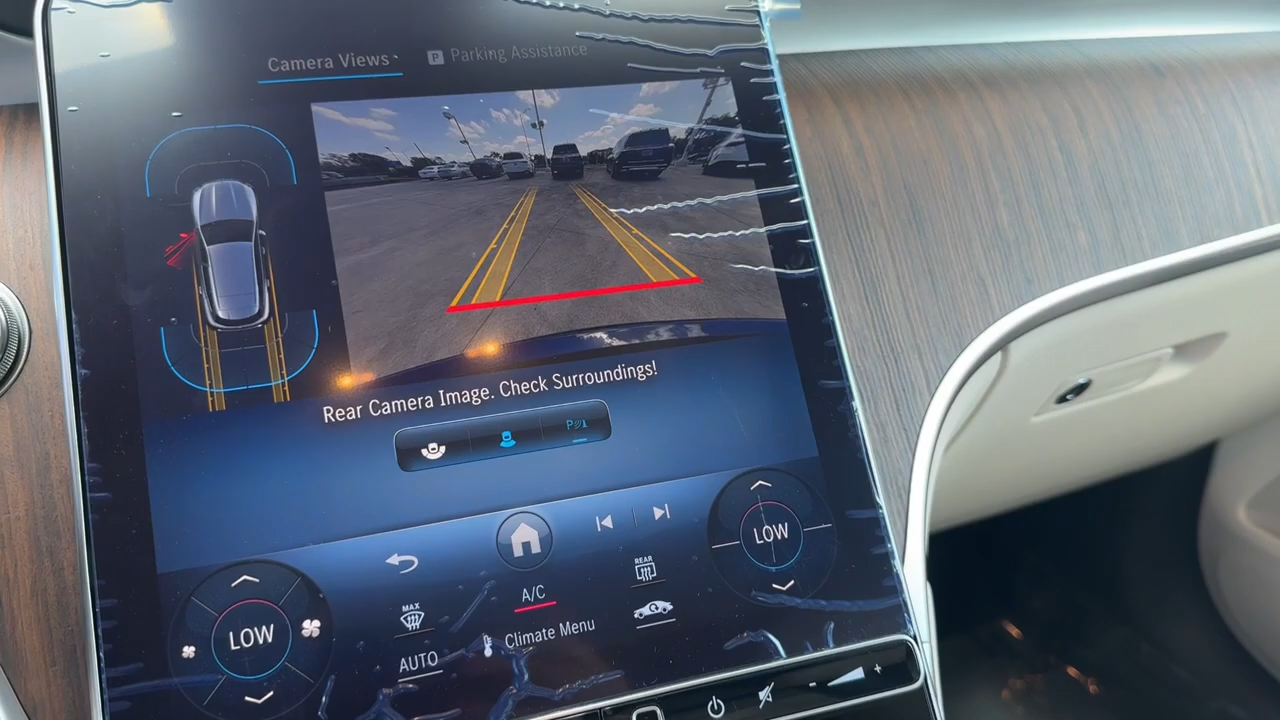 Camera Views
P Parking Assistance
Rear Camera Image. Check Surroundings!
P
LOW
REAR
A/C
MAX
LOW
Climate Menu
AUTO
- +